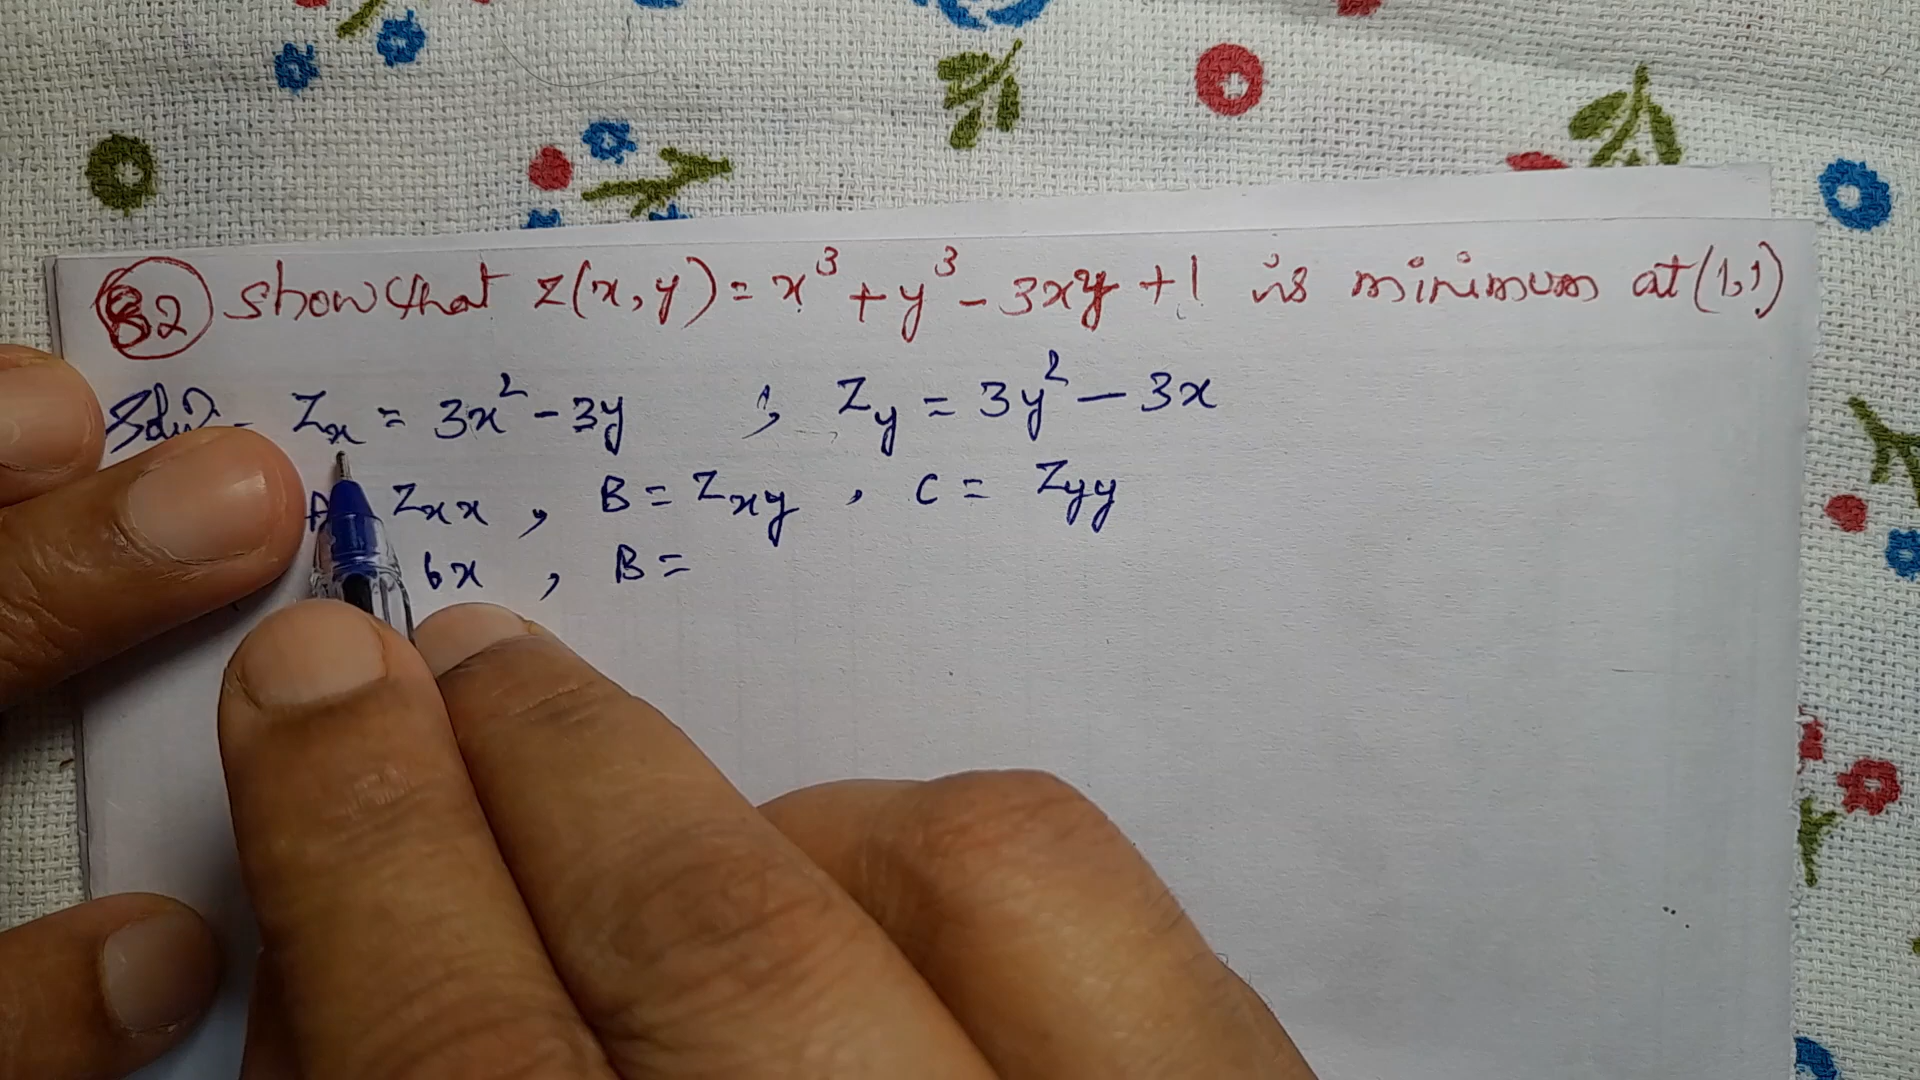 32 show that z(x,y) = x³ + y³ - 3xy + 1 is minimum at (1,1)
Soln - Zx = 3x² - 3y ; Zy = 3y² - 3x
A Zxx , B = Zxy , C = Zyy
6x , B =